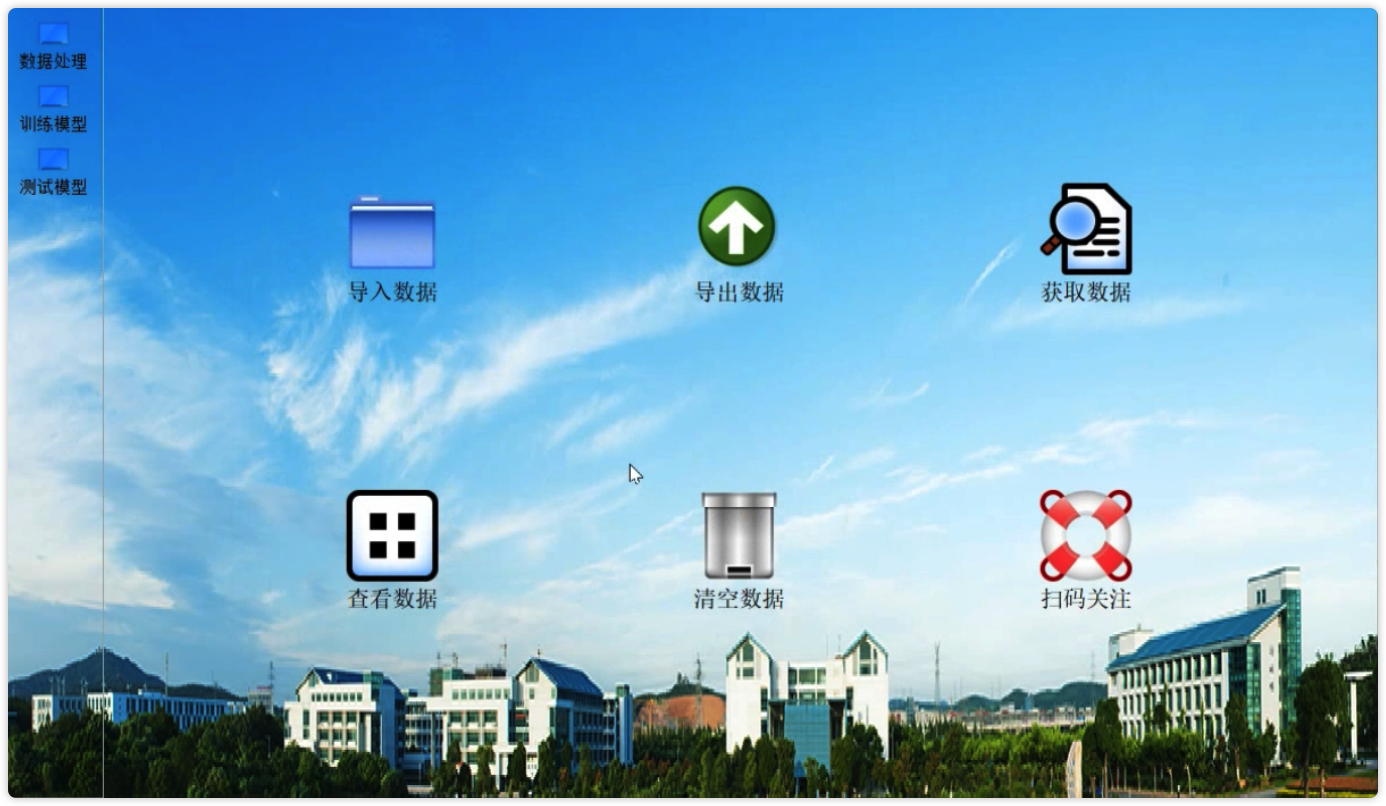 数据处理
训练模型
测试模型
导入数据
导出数据
获取数据
查看数据
清空数据
扫码关注